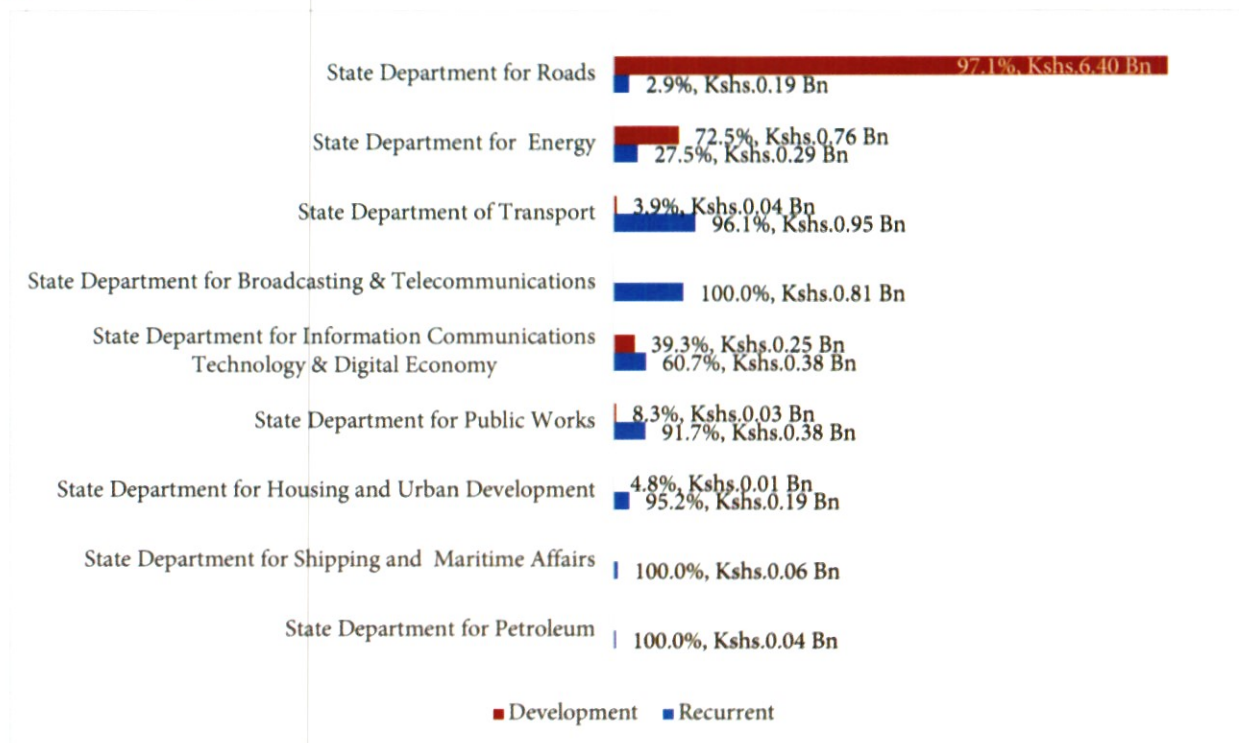 State Department for Roads
97.1%, Kshs.6.40 Bn
2.9%, Kshs.0.19 Bn
State Department for Energy
72.5%, Kshs.0.76 Bn
27.5%, Kshs.0.29 Bn
State Department of Transport
3.9%, Kshs.0.04 Bn
96.1%, Kshs.0.95 Bn
State Department for Broadcasting & Telecommunications
100.0%, Kshs.0.81 Bn
State Department for Information Communications
Technology & Digital Economy
39.3%, Kshs.0.25 Bn
60.7%, Kshs.0.38 Bn
State Department for Public Works
8.3%, Kshs.0.03 Bn
91.7%, Kshs.0.38 Bn
State Department for Housing and Urban Development
4.8%, Kshs.0.01 Bn
95.2%, Kshs.0.19 Bn
State Department for Shipping and Maritime Affairs
100.0%, Kshs.0.06 Bn
State Department for Petroleum
100.0%, Kshs.0.04 Bn
Development Recurrent